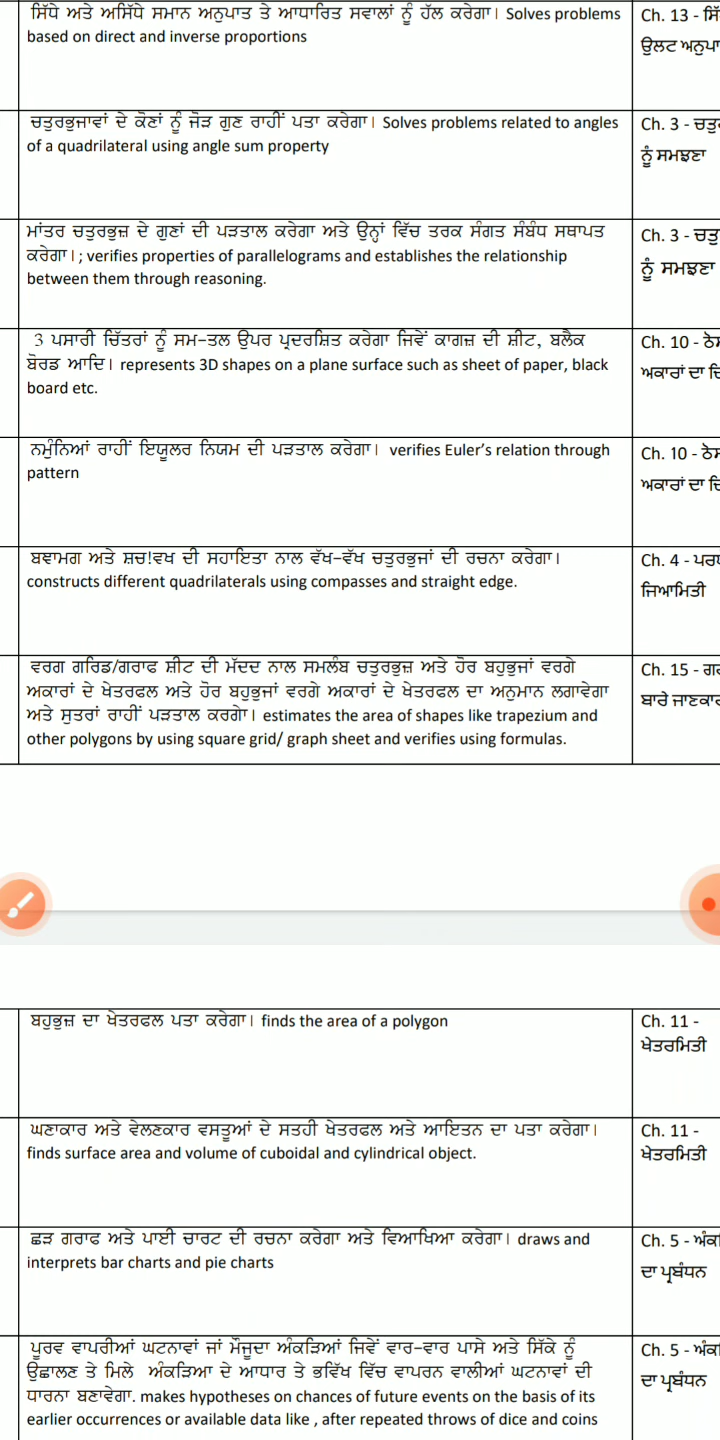 ਸਿੱਧੇ ਅਤੇ ਅਸਿੱਧੇ ਸਮਾਨ ਅਨੁਪਾਤ ਤੇ ਆਧਾਰਿਤ ਸਵਾਲਾਂ ਨੂੰ ਹੱਲ ਕਰੇਗਾ। Solves problems
based on direct and inverse proportions
Ch. 13 -
ਉਲਟ
ਚਤੁਰਭੁਜਾਵਾਂ ਦੇ ਕੋਣਾਂ ਨੂੰ ਜੋੜ ਗੁਣ ਰਾਹੀਂ ਪਤਾ ਕਰੇਗਾ। Solves problems related to angles
of a quadrilateral using angle sum property
Ch. 3 -
ਨੂੰ ਸਮਝਣਾ
ਮਾਂਤਰ ਚਤੁਰਭੁਜ਼ ਦੇ ਗੁਣਾਂ ਦੀ ਪੜਤਾਲ ਕਰੇਗਾ ਅਤੇ ਉਨ੍ਹਾਂ ਵਿੱਚ ਤਰਕ ਸੰਗਤ ਸੰਬੰਧ ਸਥਾਪਤ
ਕਰੇਗਾ।; verifies properties of parallelograms and establishes the relationship
between them through reasoning.
Ch. 3 -
ਨੂੰ ਸਮਝਣਾ
3 ਪਸਾਰੀ ਚਿੱਤਰਾਂ ਨੂੰ ਸਮ-ਤਲ ਉਪਰ ਪ੍ਰਦਰਸ਼ਿਤ ਕਰੇਗਾ ਜਿਵੇਂ ਕਾਗਜ਼ ਦੀ ਸ਼ੀਟ, ਬਲੈਕ
ਬੋਰਡ ਆਦਿ। represents 3D shapes on a plane surface such as sheet of paper, black
board etc.
Ch. 10 -
ਅਕਾਰਾਂ ਦਾ
ਨਮੁੰਨਿਆਂ ਰਾਹੀਂ ਇਯੂਲਰ ਨਿਯਮ ਦੀ ਪੜਤਾਲ ਕਰੇਗਾ। verifies Euler’s relation through
pattern
Ch. 10 -
ਅਕਾਰਾਂ ਦਾ
ਅਤੇ ਦੀ ਸਹਾਇਤਾ ਨਾਲ ਵੱਖ-ਵੱਖ ਚਤੁਰਭੁਜਾਂ ਦੀ ਰਚਨਾ ਕਰੇਗਾ।
constructs different quadrilaterals using compasses and straight edge.
Ch. 4 -
ਜਿਆਮਿਤੀ
ਵਰਗ ਗਰਿਡ/ਗਰਾਫ ਸ਼ੀਟ ਦੀ ਮੱਦਦ ਨਾਲ ਸਮਲੰਬ ਚਤੁਰਭੁਜ਼ ਅਤੇ ਹੋਰ ਬਹੁਭੁਜਾਂ ਵਰਗੇ
ਅਕਾਰਾਂ ਦੇ ਖੇਤਰਫਲ ਅਤੇ ਹੋਰ ਬਹੁਭੁਜਾਂ ਵਰਗੇ ਅਕਾਰਾਂ ਦੇ ਖੇਤਰਫਲ ਦਾ ਅਨੁਮਾਨ ਲਗਾਵੇਗਾ
ਅਤੇ ਸੁਤਰਾਂ ਰਾਹੀਂ ਪੜਤਾਲ ਕਰਗੇਾ। estimates the area of shapes like trapezium and
other polygons by using square grid/ graph sheet and verifies using formulas.
Ch. 15 -
ਬਾਰੇ
ਬਹੁਭੁਜ਼ ਦਾ ਖੇਤਰਫਲ ਪਤਾ ਕਰੇਗਾ। finds the area of a polygon
Ch. 11 -
ਖੇਤਰਮਿਤੀ
ਘਣਾਕਾਰ ਅਤੇ ਵੇਲਣਕਾਰ ਵਸਤੂਆਂ ਦੇ ਸਤਹੀ ਖੇਤਰਫਲ ਅਤੇ ਆਇਤਨ ਦਾ ਪਤਾ ਕਰੇਗਾ।
finds surface area and volume of cuboidal and cylindrical object.
Ch. 11 -
ਖੇਤਰਮਿਤੀ
ਛੜ ਗਰਾਫ ਅਤੇ ਪਾਈ ਚਾਰਟ ਦੀ ਰਚਨਾ ਕਰੇਗਾ ਅਤੇ ਵਿਆਖਿਆ ਕਰੇਗਾ। draws and
interprets bar charts and pie charts
Ch. 5 -
ਦਾ ਪ੍ਰਬੰਧਨ
ਪੂਰਵ ਵਾਪਰੀਆਂ ਘਟਨਾਵਾਂ ਜਾਂ ਮੌਜੂਦਾ ਅੰਕੜਿਆਂ ਜਿਵੇਂ ਵਾਰ-ਵਾਰ ਪਾਸੇ ਅਤੇ ਸਿੱਕੇ ਨੂੰ
ਉਛਾਲਣ ਤੇ ਮਿਲੇ ਅੰਕੜਿਆ ਦੇ ਆਧਾਰ ਤੇ ਭਵਿੱਖ ਵਿੱਚ ਵਾਪਰਨ ਵਾਲੀਆਂ ਘਟਨਾਵਾਂ ਦੀ
ਧਾਰਨਾ ਬਣਾਵੇਗਾ. makes hypotheses on chances of future events on the basis of its
earlier occurrences or available data like , after repeated throws of dice and coins
Ch. 5 -
ਦਾ ਪ੍ਰਬੰਧਨ